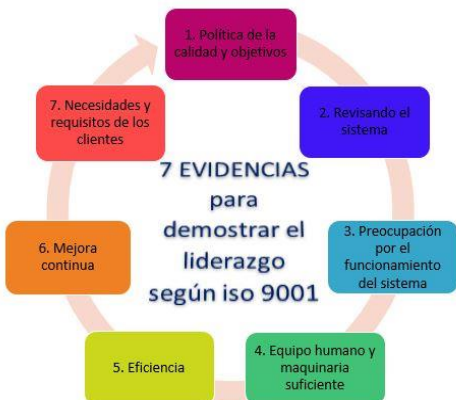 1. Política de la
calidad y objetivos
2. Revisando el
sistema
3. Preocupación
por el
funcionamiento
del sistema
4. Equipo humano y
maquinaria
suficiente
5. Eficiencia
6. Mejora
continua
7. Necesidades y
requisitos de los
clientes
7 EVIDENCIAS
para
demostrar el
liderazgo
según iso 9001